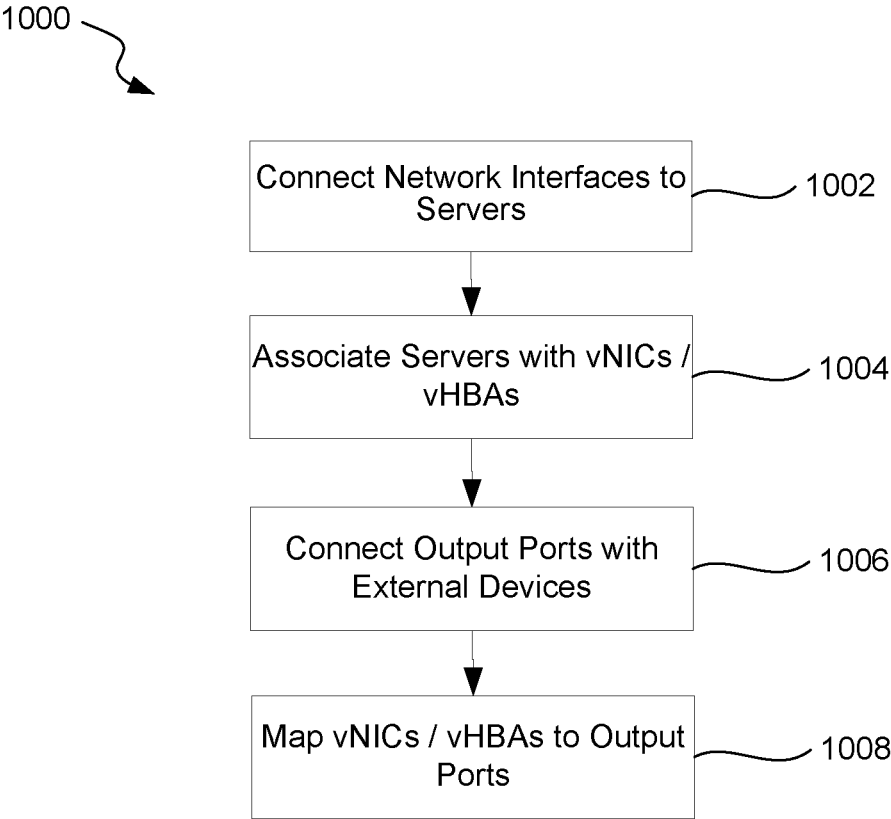 1000
Connect Network Interfaces to
Servers
1002
Associate Servers with vNICs /
vHBAs
1004
Connect Output Ports with
External Devices
1006
Map vNICs / vHBAs to Output
Ports
1008